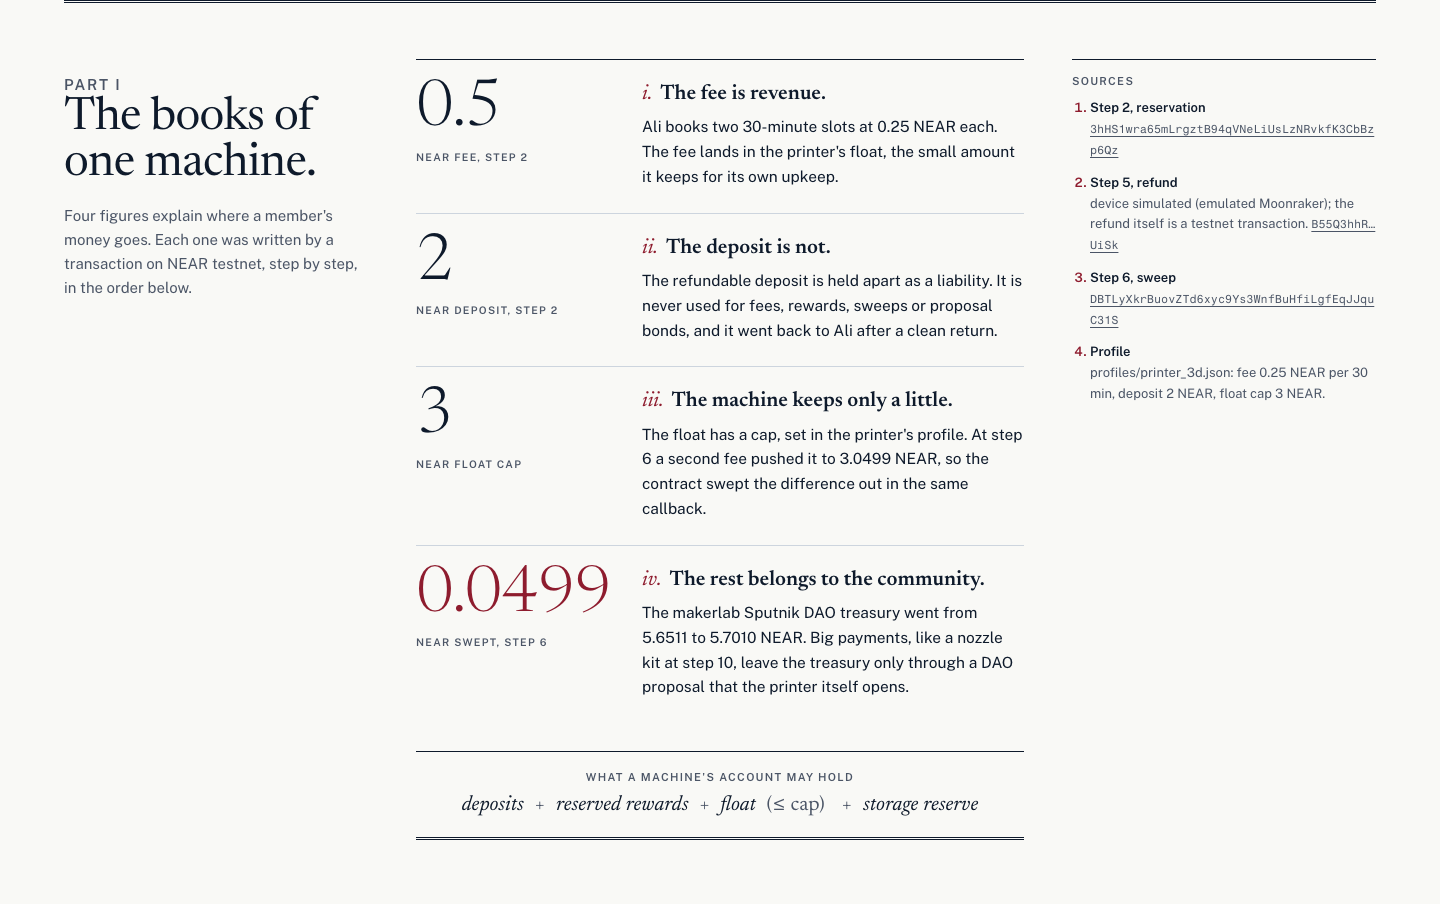 PART I
The books of
one machine.
Four figures explain where a member's
money goes. Each one was written by a
transaction on NEAR testnet, step by step,
in the order below.
0.5
NEAR FEE, STEP 2
i. The fee is revenue.
Ali books two 30-minute slots at 0.25 NEAR each.
The fee lands in the printer's float, the small amount
it keeps for its own upkeep.
2
NEAR DEPOSIT, STEP 2
ii. The deposit is not.
The refundable deposit is held apart as a liability. It is
never used for fees, rewards, sweeps or proposal
bonds, and it went back to Ali after a clean return.
3
NEAR FLOAT CAP
iii. The machine keeps only a little.
The float has a cap, set in the printer's profile. At step
6 a second fee pushed it to 3.0499 NEAR, so the
contract swept the difference out in the same
callback.
0.0499
NEAR SWEPT, STEP 6
iv. The rest belongs to the community.
The makerlab Sputnik DAO treasury went from
5.6511 to 5.7010 NEAR. Big payments, like a nozzle
kit at step 10, leave the treasury only through a DAO
proposal that the printer itself opens.
WHAT A MACHINE'S ACCOUNT MAY HOLD
deposits + reserved rewards + float (≤ cap) + storage reserve
SOURCES
1. Step 2, reservation
3hHS1wra65mLrgztB94qVNeLiUsLzNRvkfK3CbBz
p6Qz
2. Step 5, refund
device simulated (emulated Moonraker); the
refund itself is a testnet transaction. B55Q3hhR…
UiSk
3. Step 6, sweep
DBTLyXkrBuovZTd6xyc9Ys3WnfBuHfiLgfEqJJqu
C31S
4. Profile
profiles/printer_3d.json: fee 0.25 NEAR per 30
min, deposit 2 NEAR, float cap 3 NEAR.